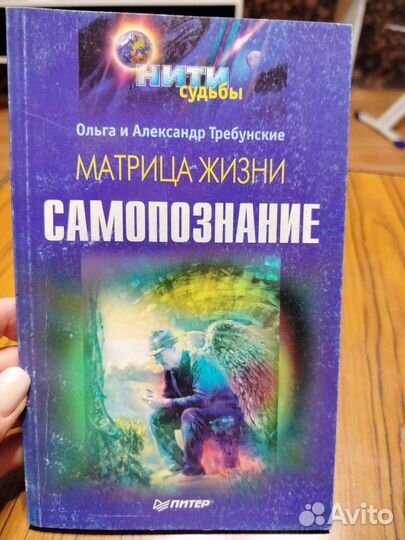 НИТИ
судьбы
Ольга и Александр Требунские
МАТРИЦА ЖИЗНИ
САМОПОЗНАНИЕ
ПИТЕР
Avito